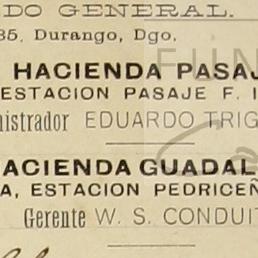 DO GENERAL.
35. Durango, Dgo.
HACIENDA PASAJ
ESTACION PASAJE F. I
nistrador EDUARDO TRIG
ACIENDA GUADAL
A, ESTACION PEDRICEÑ
Gerente W. S. CONDUIT